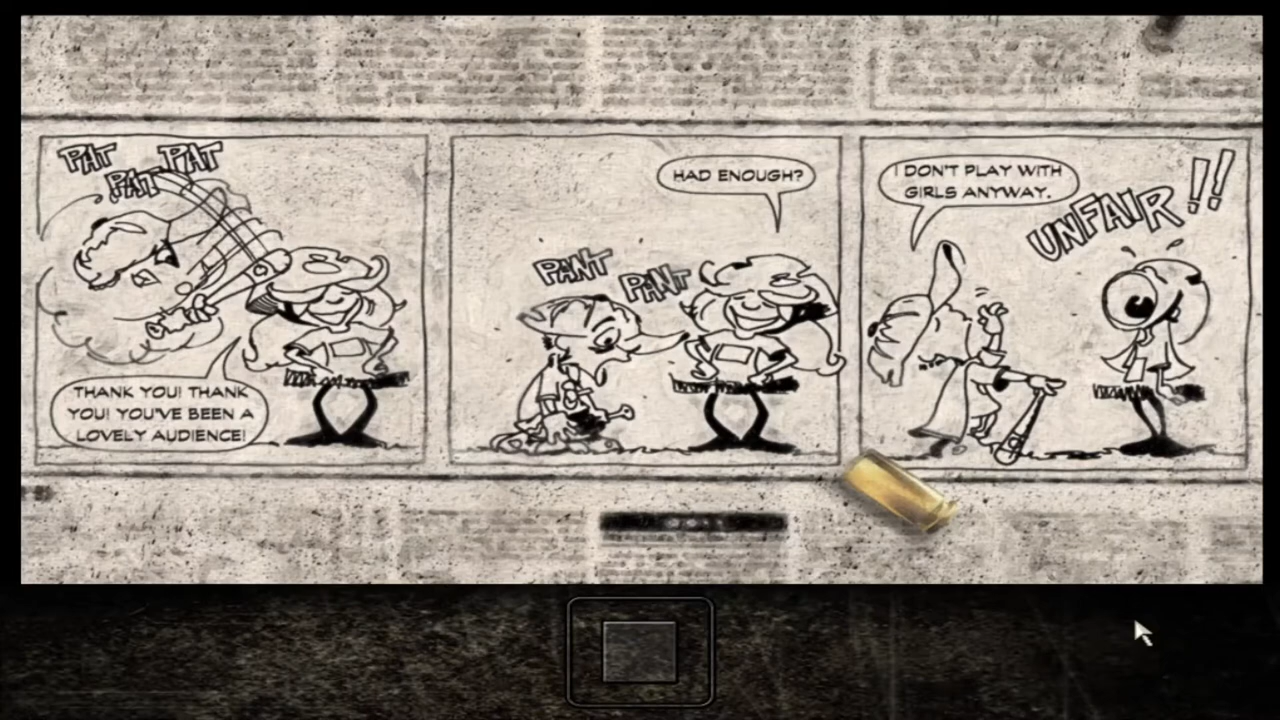 PAT
PAT
PAT
THANK YOU! THANK
YOU! YOU'VE BEEN A
LOVELY AUDIENCE!
HAD ENOUGH?
PANT
PANT
I DON'T PLAY WITH
GIRLS ANYWAY.
UNFAIR!!